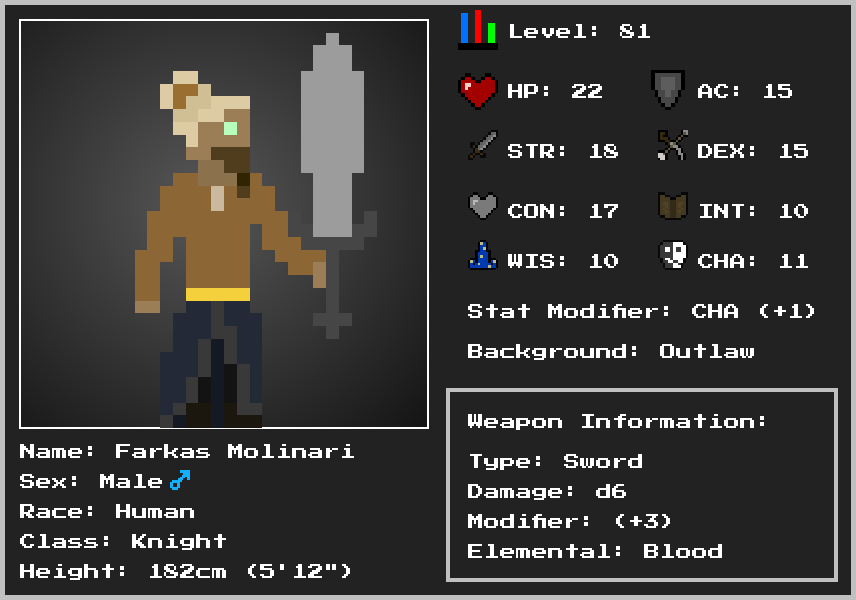 Level: 81
HP: 22
AC: 15
STR: 18
DEX: 15
CON: 17
INT: 10
WIS: 10
CHA: 11
Stat Modifier: CHA (+1)
Background: Outlaw
Name: Farkas Molinari
Sex: Male ♂
Race: Human
Class: Knight
Height: 182cm (5'12")
Weapon Information:
Type: Sword
Damage: d6
Modifier: (+3)
Elemental: Blood